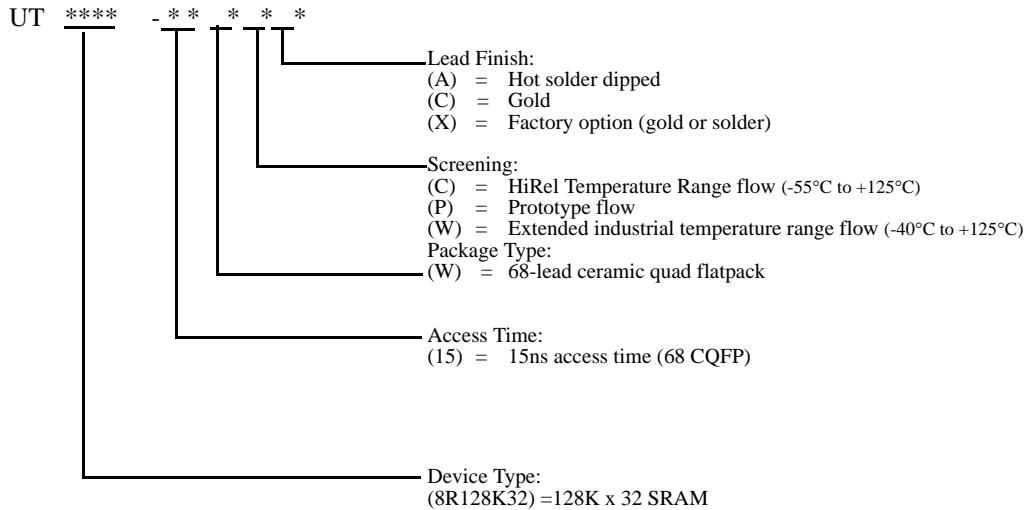 UT **** - * * * * *
Lead Finish:
(A) = Hot solder dipped
(C) = Gold
(X) = Factory option (gold or solder)
Screening:
(C) = HiRel Temperature Range flow (-55°C to +125°C)
(P) = Prototype flow
(W) = Extended industrial temperature range flow (-40°C to +125°C)
Package Type:
(W) = 68-lead ceramic quad flatpack
Access Time:
(15) = 15ns access time (68 CQFP)
Device Type:
(8R128K32) =128K x 32 SRAM